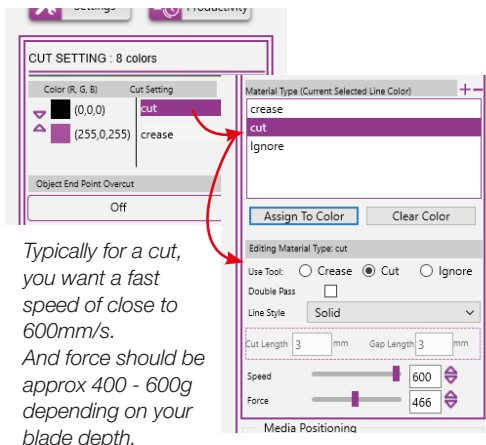 Settings
Productivity
CUT SETTING : 8 colors
Color (R, G, B) Cut Setting
(0,0,0) cut
(255,0,255) crease
Object End Point Overcut
Off
Typically for a cut,
you want a fast
speed of close to
600mm/s.
And force should be
approx 400 - 600g
depending on your
blade depth.
Material Type (Current Selected Line Color)
crease
cut
Ignore
Assign To Color Clear Color
Editing Material Type: cut
Use Tool: Crease Cut Ignore
Double Pass
Line Style Solid
Cut Length 3 mm Gap Length 3 mm
Speed 600
Force 466
Media Positioning